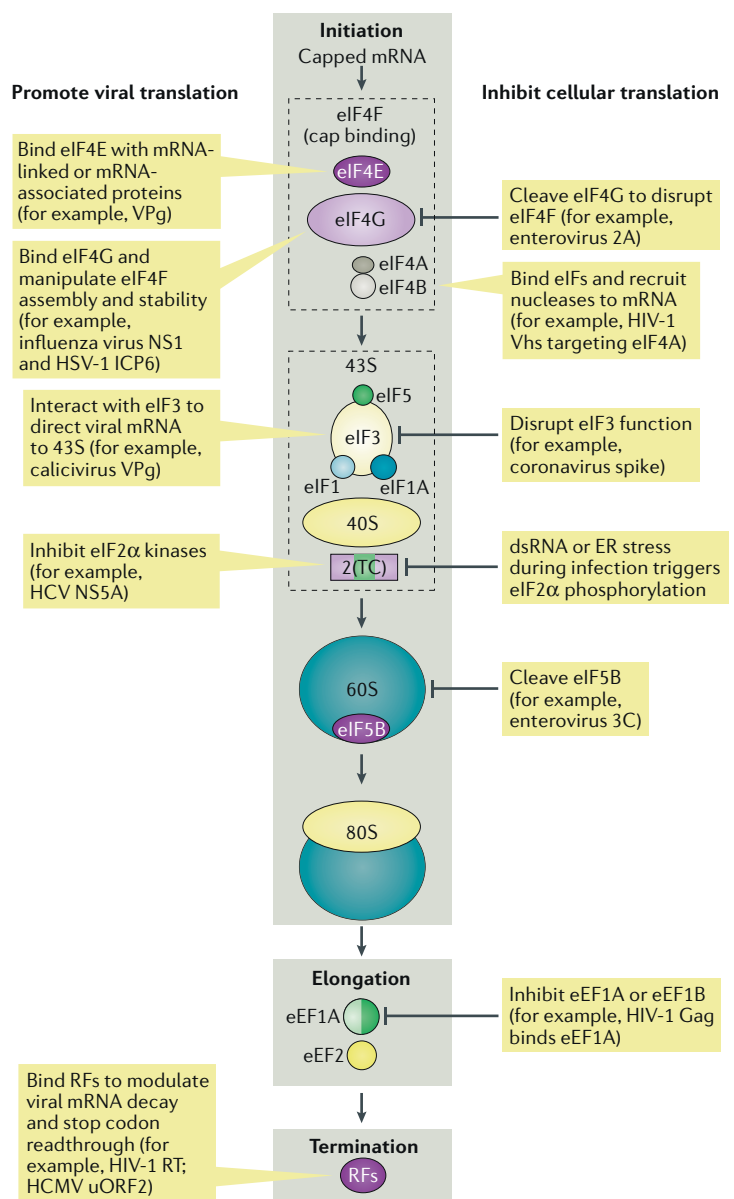 Initiation
Capped mRNA
Promote viral translation
Inhibit cellular translation
eIF4F
(cap binding)
Bind eIF4E with mRNA-
linked or mRNA-
associated proteins
(for example, VPg)
eIF4E
eIF4G
Cleave eIF4G to disrupt
eIF4F (for example,
enterovirus 2A)
Bind eIF4G and
manipulate eIF4F
assembly and stability
(for example,
influenza virus NS1
and HSV-1 ICP6)
eIF4A
eIF4B
Bind eIFs and recruit
nucleases to mRNA
(for example, HIV-1
Vhs targeting eIF4A)
43S
eIF5
Interact with eIF3 to
direct viral mRNA
to 43S (for example,
calicivirus VPg)
eIF3
Disrupt eIF3 function
(for example,
coronavirus spike)
eIF1
eIF1A
40S
Inhibit eIF2α kinases
(for example,
HCV NS5A)
2(TC)
dsRNA or ER stress
during infection triggers
eIF2α phosphorylation
60S
eIF5B
Cleave eIF5B
(for example,
enterovirus 3C)
80S
Elongation
eEF1A
eEF2
Inhibit eEF1A or eEF1B
(for example, HIV-1 Gag
binds eEF1A)
Bind RFs to modulate
viral mRNA decay
and stop codon
readthrough (for
example, HIV-1 RT;
HCMV uORF2)
Termination
RFs